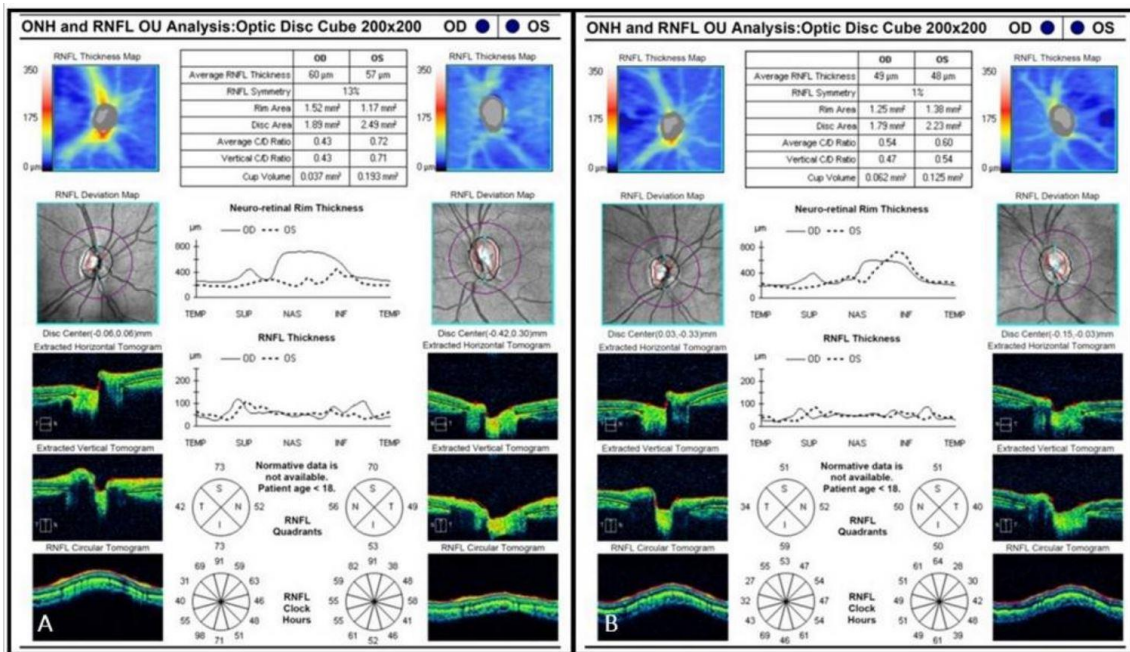 ONH and RNFL OU Analysis:Optic Disc Cube 200x200 OD OS
RNFL Thickness Map
350
175
0 µm
OD OS
Average RNFL Thickness 60 µm 57 µm
RNFL Symmetry 13%
Rim Area 1.52 mm² 1.17 mm²
Disc Area 1.89 mm² 2.49 mm²
Average C/D Ratio 0.43 0.72
Vertical C/D Ratio 0.43 0.71
Cup Volume 0.037 mm³ 0.193 mm³
RNFL Thickness Map
350
175
0 µm
RNFL Deviation Map
Neuro-retinal Rim Thickness
RNFL Deviation Map
µm
OD OS
800
400
0
TEMP SUP NAS INF TEMP
Disc Center(-0.06,0.06)mm
Disc Center(-0.42,0.30)mm
Extracted Horizontal Tomogram
RNFL Thickness
Extracted Horizontal Tomogram
µm
OD OS
200
100
0
TEMP SUP NAS INF TEMP
Extracted Vertical Tomogram
Extracted Vertical Tomogram
Normative data is
not available.
Patient age < 18.
73
S
42 T N 52
I
73
70
S
56 N T 49
I
53
RNFL
Quadrants
RNFL Circular Tomogram
RNFL Circular Tomogram
91
69 59
31 63
40 46
55 48
98 51
71
RNFL
Clock
Hours
91
82 38
59 48
55 58
55 41
61 46
52
A
ONH and RNFL OU Analysis:Optic Disc Cube 200x200 OD OS
RNFL Thickness Map
350
175
0 µm
OD OS
Average RNFL Thickness 49 µm 48 µm
RNFL Symmetry 1%
Rim Area 1.25 mm² 1.38 mm²
Disc Area 1.79 mm² 2.23 mm²
Average C/D Ratio 0.54 0.60
Vertical C/D Ratio 0.47 0.54
Cup Volume 0.062 mm³ 0.125 mm³
RNFL Thickness Map
350
175
0 µm
RNFL Deviation Map
Neuro-retinal Rim Thickness
RNFL Deviation Map
µm
OD OS
800
400
0
TEMP SUP NAS INF TEMP
Disc Center(0.03,-0.33)mm
Disc Center(-0.15,-0.03)mm
Extracted Horizontal Tomogram
RNFL Thickness
Extracted Horizontal Tomogram
µm
OD OS
200
100
0
TEMP SUP NAS INF TEMP
Extracted Vertical Tomogram
Extracted Vertical Tomogram
Normative data is
not available.
Patient age < 18.
51
S
34 T N 52
I
59
51
S
50 N T 40
I
50
RNFL
Quadrants
RNFL Circular Tomogram
RNFL Circular Tomogram
53
55 47
27 54
32 47
43 54
69 61
46
RNFL
Clock
Hours
64
61 28
51 30
49 42
51 48
49 39
61
B